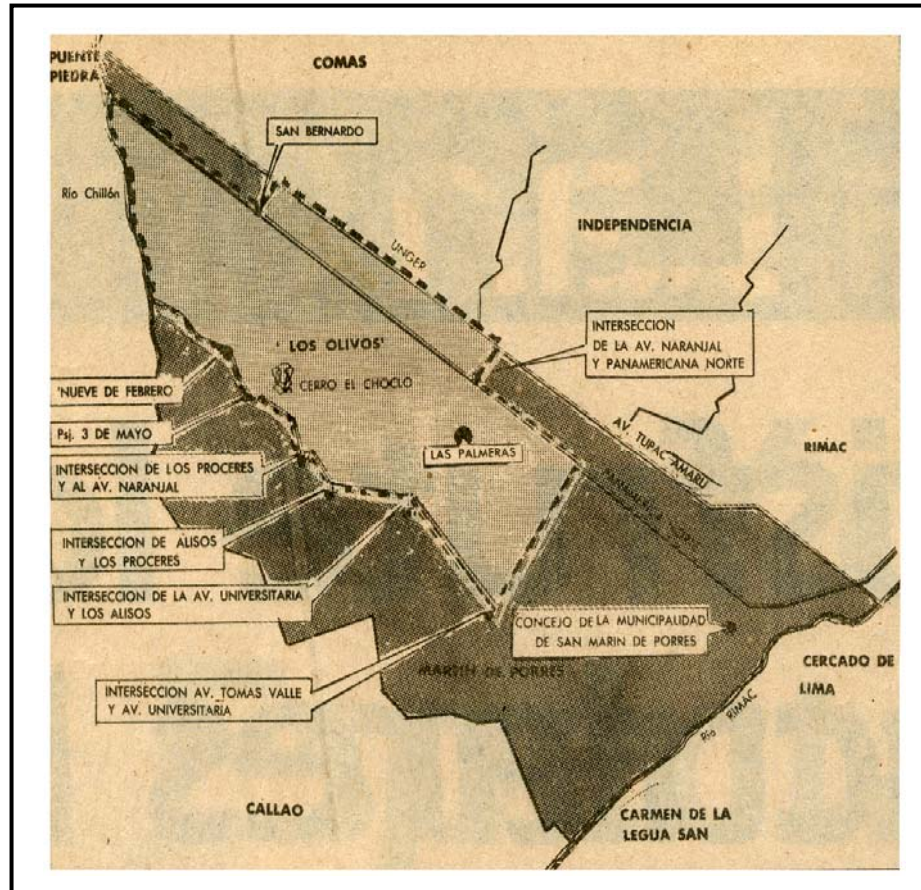 PUENTE
PIEDRA
COMAS
SAN BERNARDO
Río Chillón
UNGER
INDEPENDENCIA
INTERSECCION
DE LA AV. NARANJAL
Y PANAMERICANA NORTE
'LOS OLIVOS'
CERRO EL CHOCLO
'NUEVE DE FEBRERO
Psj. 3 DE MAYO
LAS PALMERAS
AV. TUPAC AMARU
RIMAC
INTERSECCION DE LOS PROCERES
Y AL AV. NARANJAL
PANAMERICANA NORTE
INTERSECCION DE ALISOS
Y LOS PROCERES
INTERSECCION DE LA AV. UNIVERSITARIA
Y LOS ALISOS
CONCEJO DE LA MUNICIPALIDAD
DE SAN MARIN DE PORRES
MARTIN DE PORRES
CERCADO DE
LIMA
INTERSECCION AV. TOMAS VALLE
Y AV. UNIVERSITARIA
Río RIMAC
CALLAO
CARMEN DE LA
LEGUA SAN